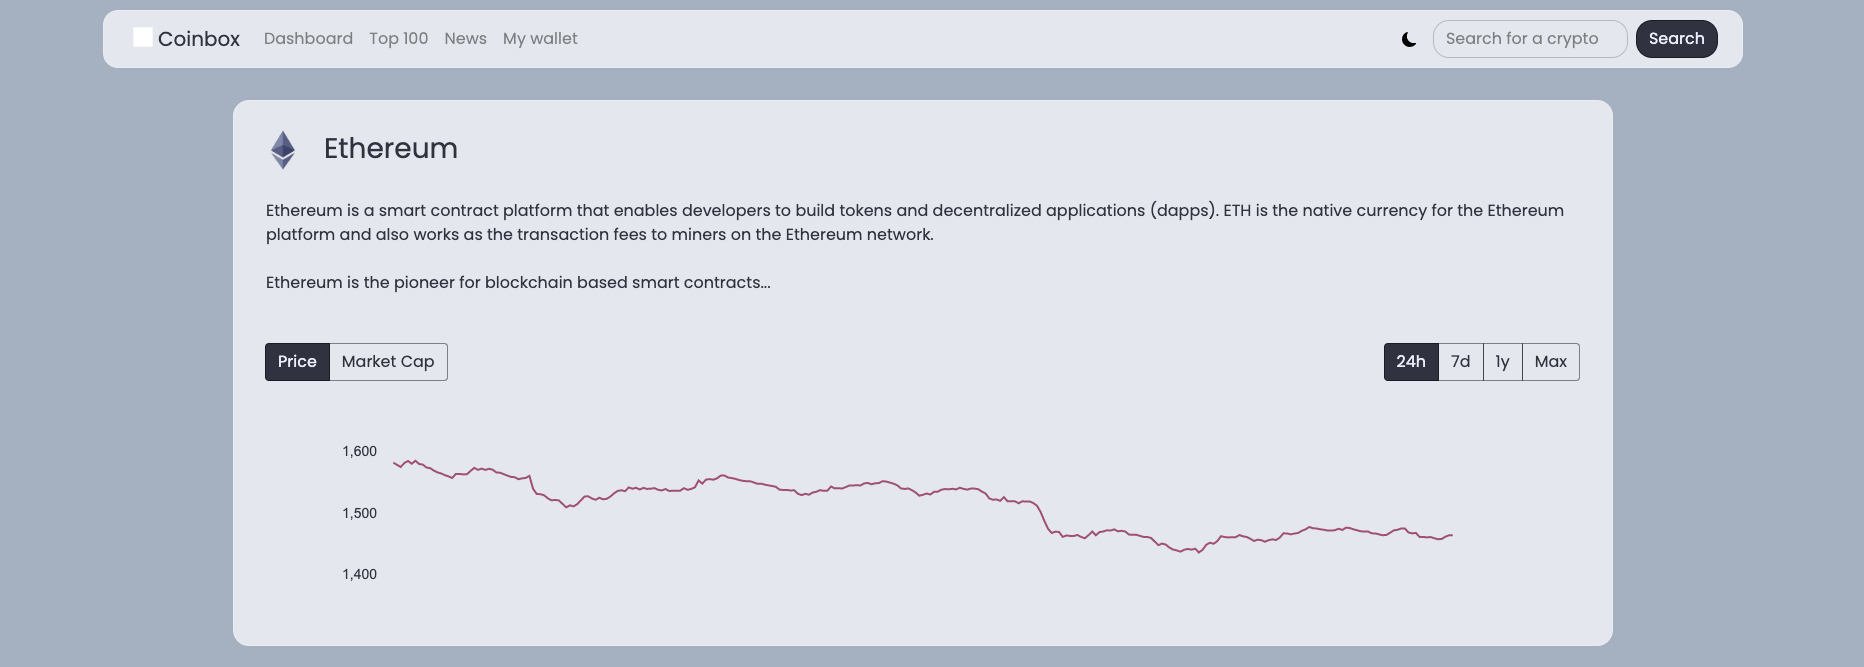 Coinbox Dashboard Top 100 News My wallet Search for a crypto Search
Ethereum
Ethereum is a smart contract platform that enables developers to build tokens and decentralized applications (dapps). ETH is the native currency for the Ethereum
platform and also works as the transaction fees to miners on the Ethereum network.
Ethereum is the pioneer for blockchain based smart contracts...
Price Market Cap 24h 7d 1y Max
1,600
1,500
1,400